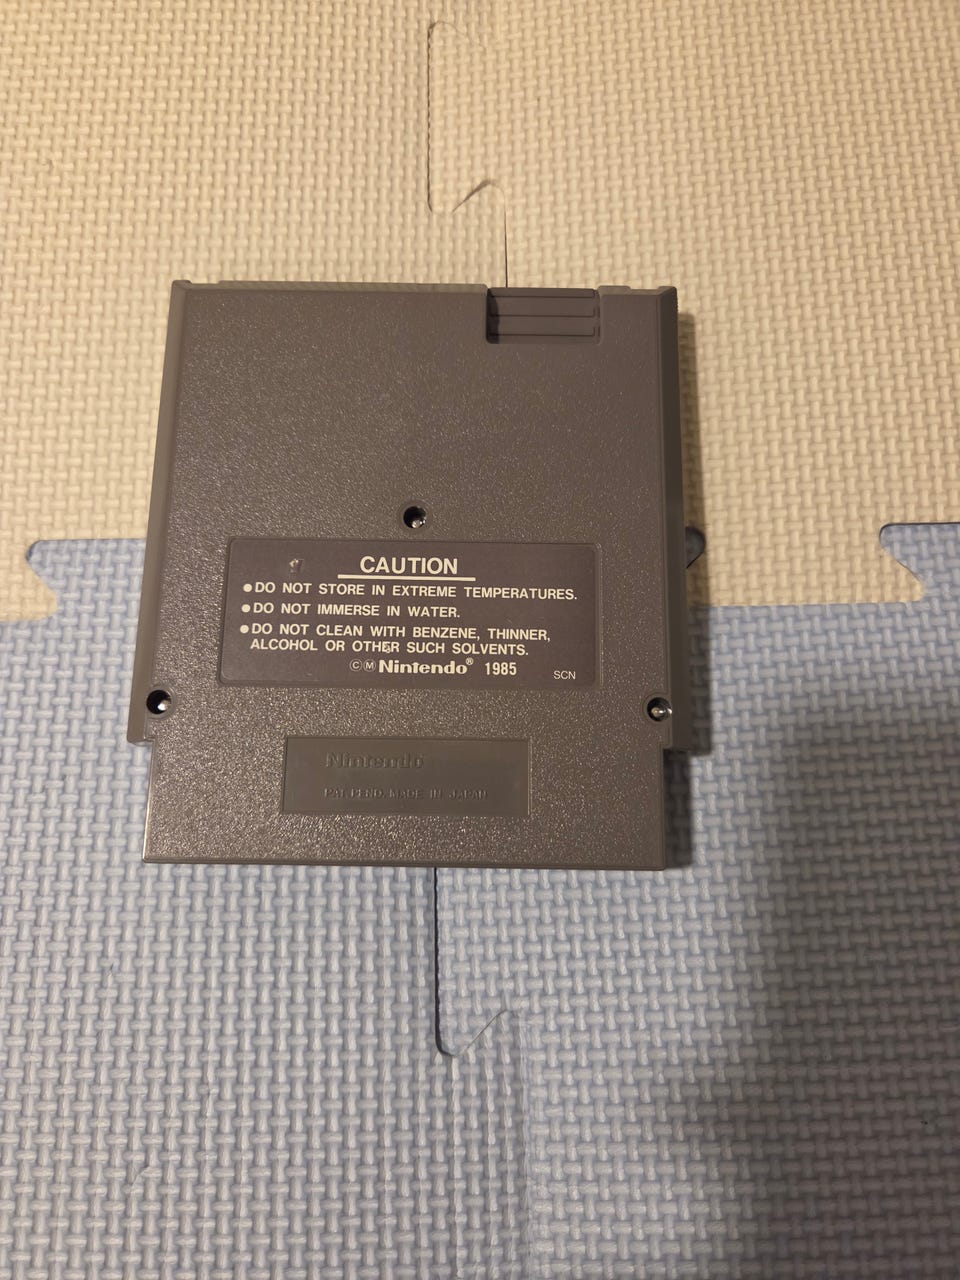 CAUTION
●DO NOT STORE IN EXTREME TEMPERATURES.
●DO NOT IMMERSE IN WATER.
●DO NOT CLEAN WITH BENZENE, THINNER,
ALCOHOL OR OTHER SUCH SOLVENTS.
©Ⓜ Nintendo® 1985
SCN
Nintendo
PAT. PEND. MADE IN JAPAN